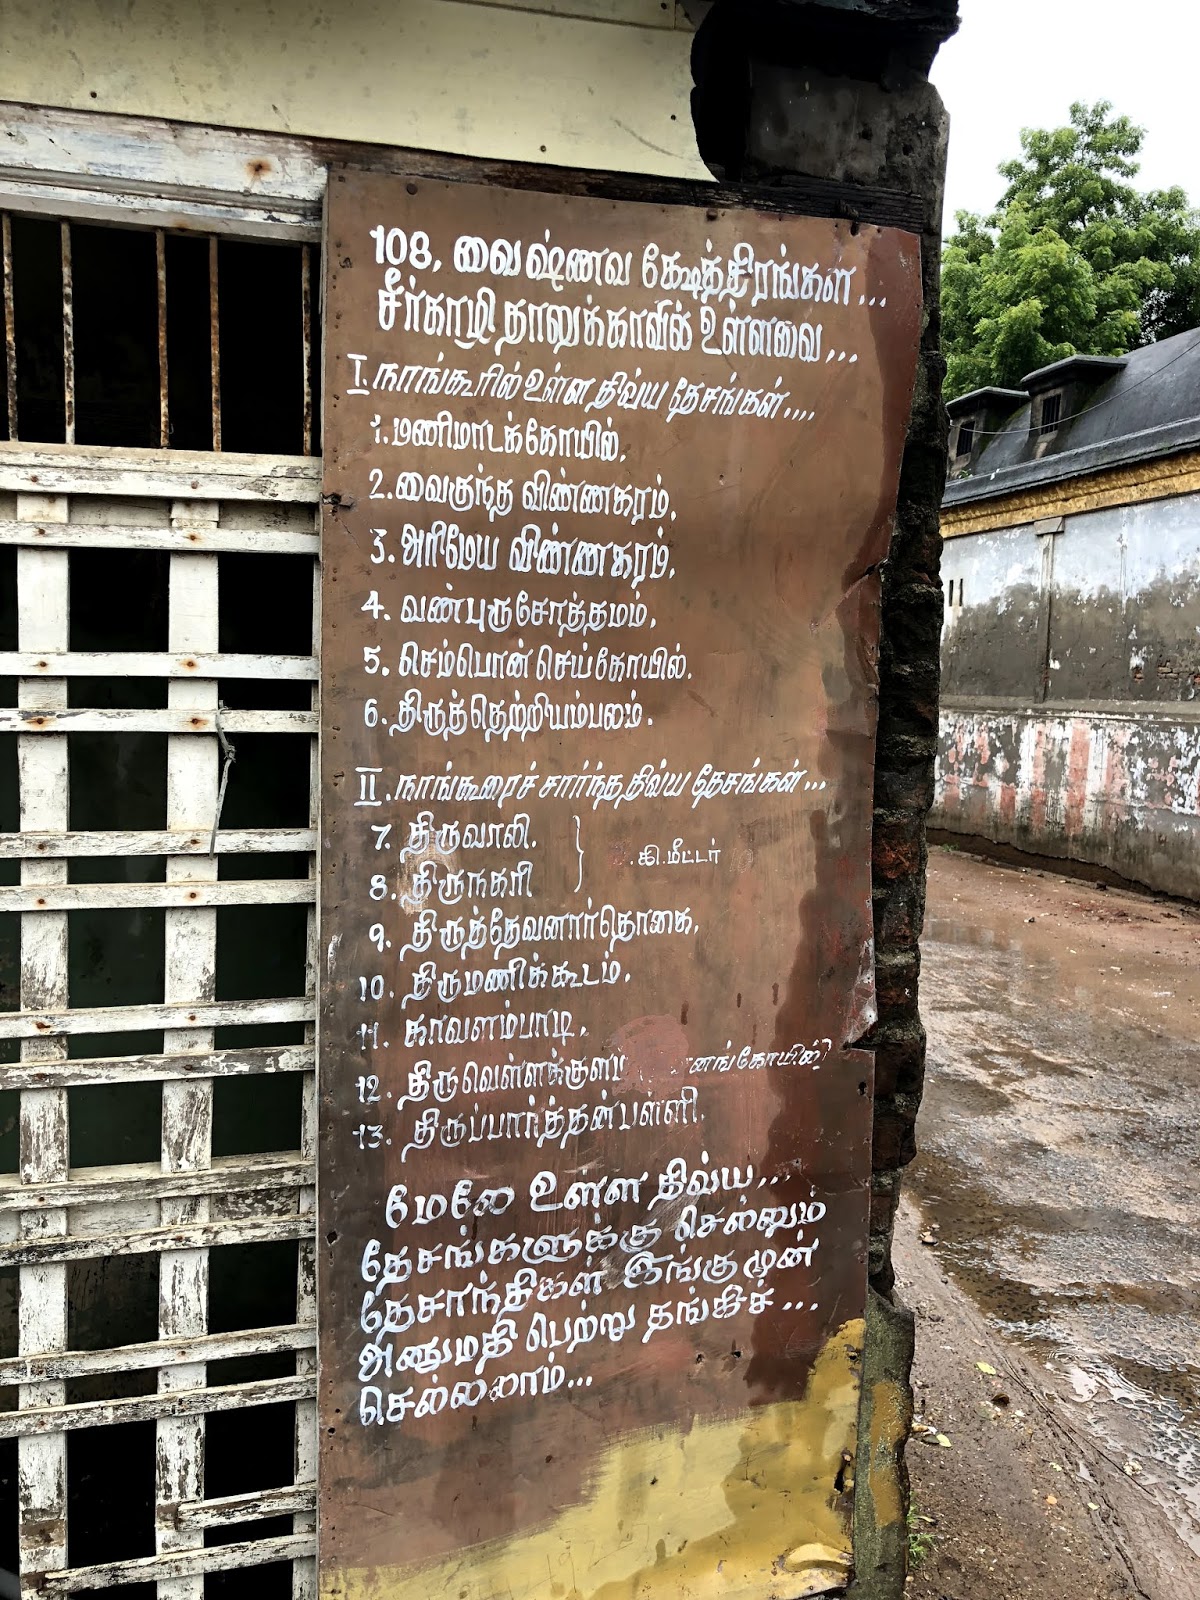 108, வைஷ்ணவ க்ஷேத்திரங்கள் ...
சீர்காழி தாலுக்காவில் உள்ளவை ...
I. நாங்கூரில் உள்ள திவ்ய தேசங்கள் ....
1. மணிமாடக்கோயில்.
2. வைகுந்த விண்ணகரம்.
3. அரிமேய விண்ணகரம்.
4. வண்புருசோத்தமம்.
5. செம்பொன் செய்கோயில்.
6. திருத்தெற்றியம்பலம்.
II. நாங்கூரைச் சார்ந்த திவ்ய தேசங்கள் ...
7. திருவாலி.
8. திருநகரி
கி.மீட்டர்
9. திருத்தேவனார்தொகை.
10. திருமணிக்கூடம்.
11. காவளம்பாடி.
12. திருவெள்ளக்குளம்
13. திருப்பார்த்தன்பள்ளி.
மேலே உள்ள திவ்ய ...
தேசங்களுக்கு செல்லும்
தேசாந்திகள் இங்கு முன்
அனுமதி பெற்று தங்கிச் ...
செல்லலாம் ...